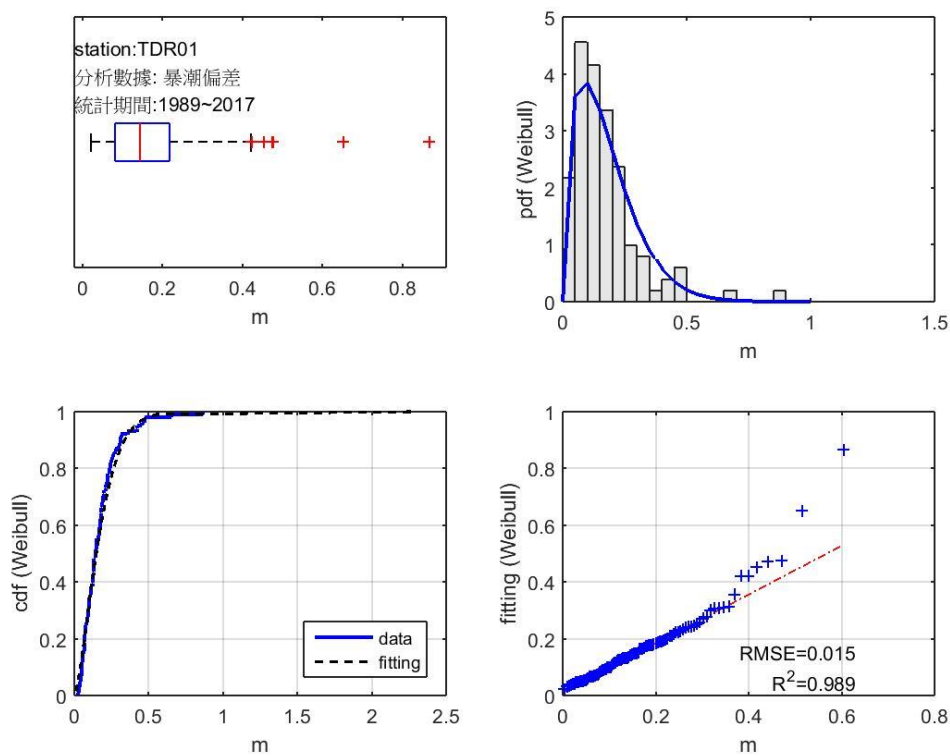 station:TDR01
分析數據: 暴潮偏差
統計期間:1989~2017
0 0.2 0.4 0.6 0.8
m
5
4
3
2
1
0
pdf (Weibull)
0 0.5 1 1.5
m
1
0.8
0.6
0.4
0.2
0
cdf (Weibull)
data
fitting
0 0.5 1 1.5 2 2.5
m
1
0.8
0.6
0.4
0.2
0
fitting (Weibull)
RMSE=0.015
R²=0.989
0 0.2 0.4 0.6 0.8
m